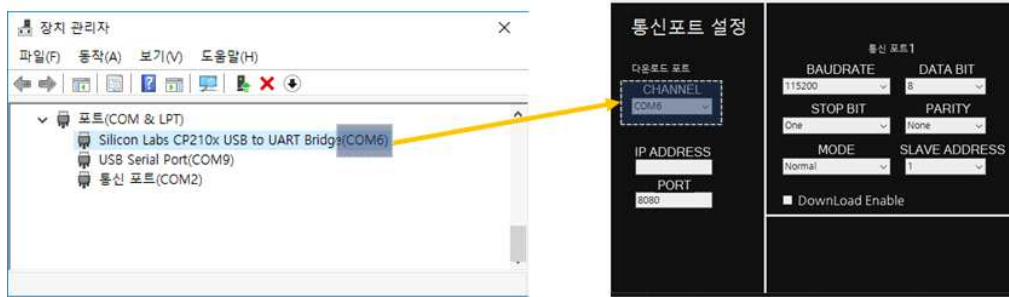 장치 관리자
파일(F) 동작(A) 보기(V) 도움말(H)
포트(COM & LPT)
Silicon Labs CP210x USB to UART Bridge(COM6)
USB Serial Port(COM9)
통신 포트(COM2)
통신포트 설정
다운로드 포트
CHANNEL
COM6
IP ADDRESS
PORT
8080
통신 포트1
BAUDRATE DATA BIT
115200 8
STOP BIT PARITY
One None
MODE SLAVE ADDRESS
Normal 1
DownLoad Enable